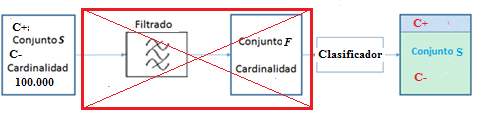 C+:
Conjunto S
C-
Cardinalidad
100.000
Filtrado
Conjunto F
Cardinalidad
Clasificador
C+
Conjunto S
C-